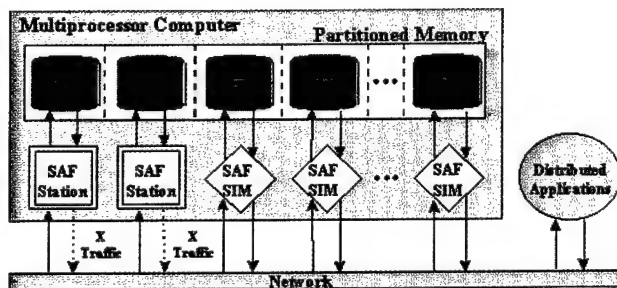 Multiprocessor Computer
Partitioned Memory
SAF
Station
SAF
Station
SAF
SIM
SAF
SIM
SAF
SIM
Distributed
Applications
X
Traffic
X
Traffic
Network